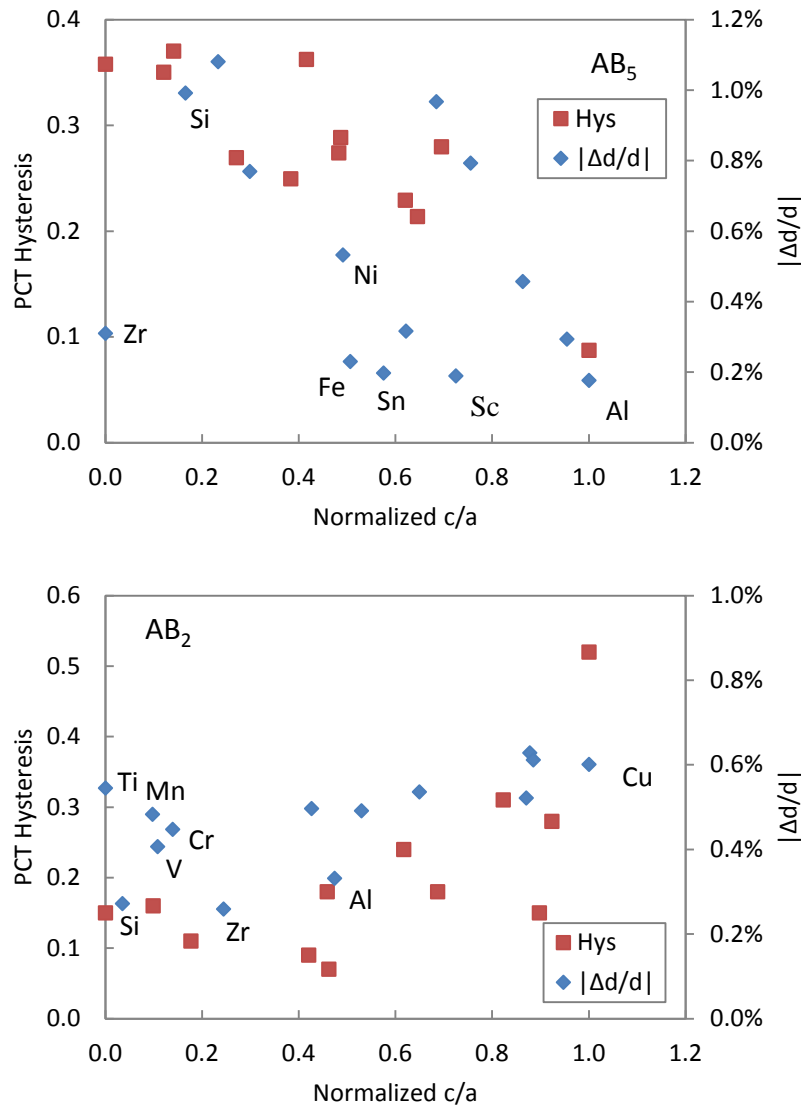 0.4
0.3
0.2
0.1
0.0
PCT Hysteresis
1.2%
1.0%
0.8%
0.6%
0.4%
0.2%
0.0%
|Δd/d|
AB5
Hys
|Δd/d|
Si
Ni
Zr
Fe
Sn
Sc
Al
0.0 0.2 0.4 0.6 0.8 1.0 1.2
Normalized c/a
0.6
0.5
0.4
0.3
0.2
0.1
0.0
PCT Hysteresis
1.0%
0.8%
0.6%
0.4%
0.2%
0.0%
|Δd/d|
AB2
Ti
Mn
Cr
V
Si
Zr
Al
Cu
Hys
|Δd/d|
0.0 0.2 0.4 0.6 0.8 1.0 1.2
Normalized c/a